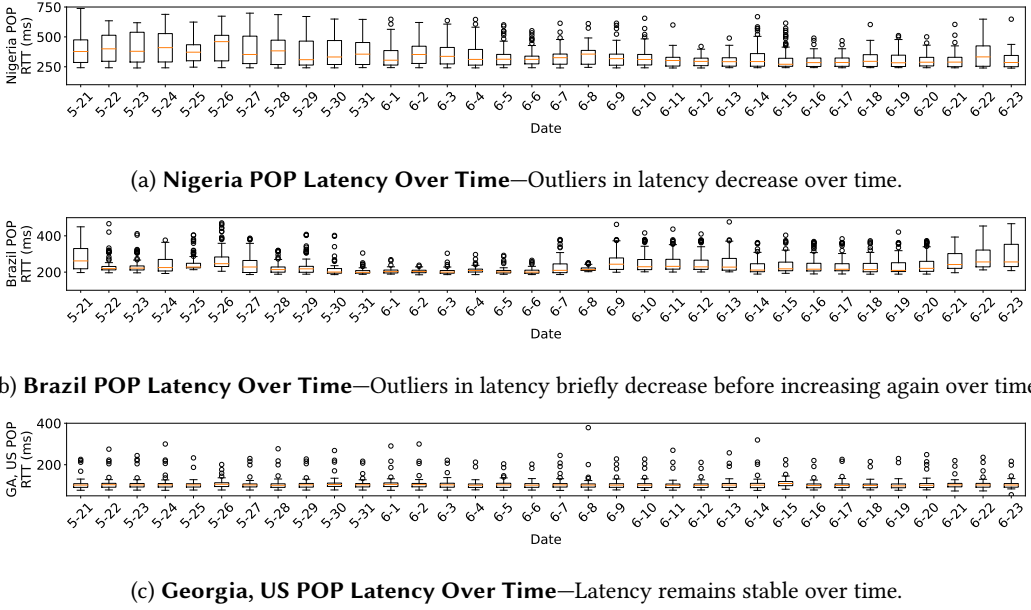 Nigeria POP
RTT (ms)
750
500
250
5-21 5-22 5-23 5-24 5-25 5-26 5-27 5-28 5-29 5-30 5-31 6-1 6-2 6-3 6-4 6-5 6-6 6-7 6-8 6-9 6-10 6-11 6-12 6-13 6-14 6-15 6-16 6-17 6-18 6-19 6-20 6-21 6-22 6-23
Date
(a) Nigeria POP Latency Over Time—Outliers in latency decrease over time.
Brazil POP
RTT (ms)
400
200
5-21 5-22 5-23 5-24 5-25 5-26 5-27 5-28 5-29 5-30 5-31 6-1 6-2 6-3 6-4 6-5 6-6 6-7 6-8 6-9 6-10 6-11 6-12 6-13 6-14 6-15 6-16 6-17 6-18 6-19 6-20 6-21 6-22 6-23
Date
b) Brazil POP Latency Over Time—Outliers in latency briefly decrease before increasing again over time
GA, US POP
RTT (ms)
400
200
5-21 5-22 5-23 5-24 5-25 5-26 5-27 5-28 5-29 5-30 5-31 6-1 6-2 6-3 6-4 6-5 6-6 6-7 6-8 6-9 6-10 6-11 6-12 6-13 6-14 6-15 6-16 6-17 6-18 6-19 6-20 6-21 6-22 6-23
Date
(c) Georgia, US POP Latency Over Time—Latency remains stable over time.